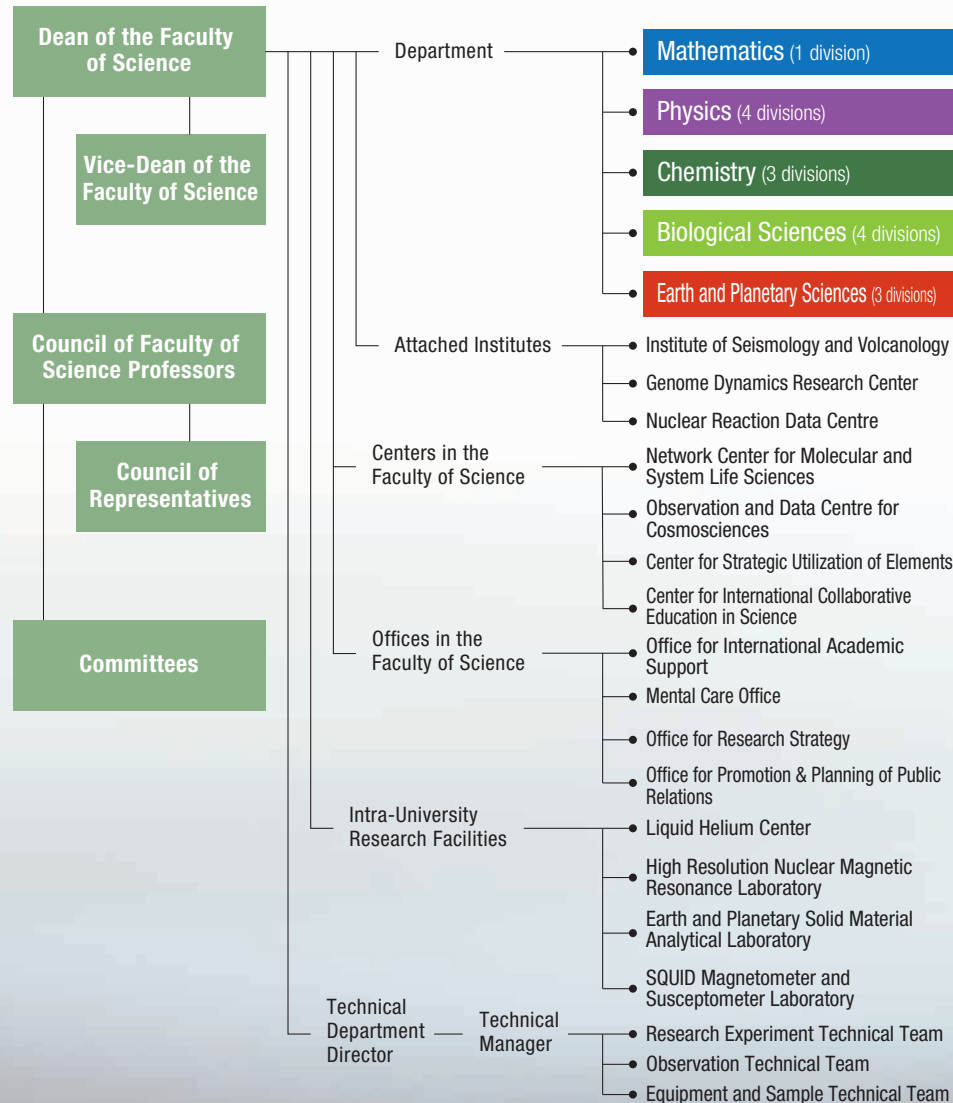 Dean of the Faculty
of Science
Vice-Dean of the
Faculty of Science
Council of Faculty of
Science Professors
Council of
Representatives
Committees
Department
Mathematics (1 division)
Physics (4 divisions)
Chemistry (3 divisions)
Biological Sciences (4 divisions)
Earth and Planetary Sciences (3 divisions)
Attached Institutes
Institute of Seismology and Volcanology
Genome Dynamics Research Center
Nuclear Reaction Data Centre
Centers in the
Faculty of Science
Network Center for Molecular and
System Life Sciences
Observation and Data Centre for
Cosmosciences
Center for Strategic Utilization of Elements
Center for International Collaborative
Education in Science
Offices in the
Faculty of Science
Office for International Academic
Support
Mental Care Office
Office for Research Strategy
Office for Promotion & Planning of Public
Relations
Intra-University
Research Facilities
Liquid Helium Center
High Resolution Nuclear Magnetic
Resonance Laboratory
Earth and Planetary Solid Material
Analytical Laboratory
SQUID Magnetometer and
Susceptometer Laboratory
Technical
Department
Director
Technical
Manager
Research Experiment Technical Team
Observation Technical Team
Equipment and Sample Technical Team